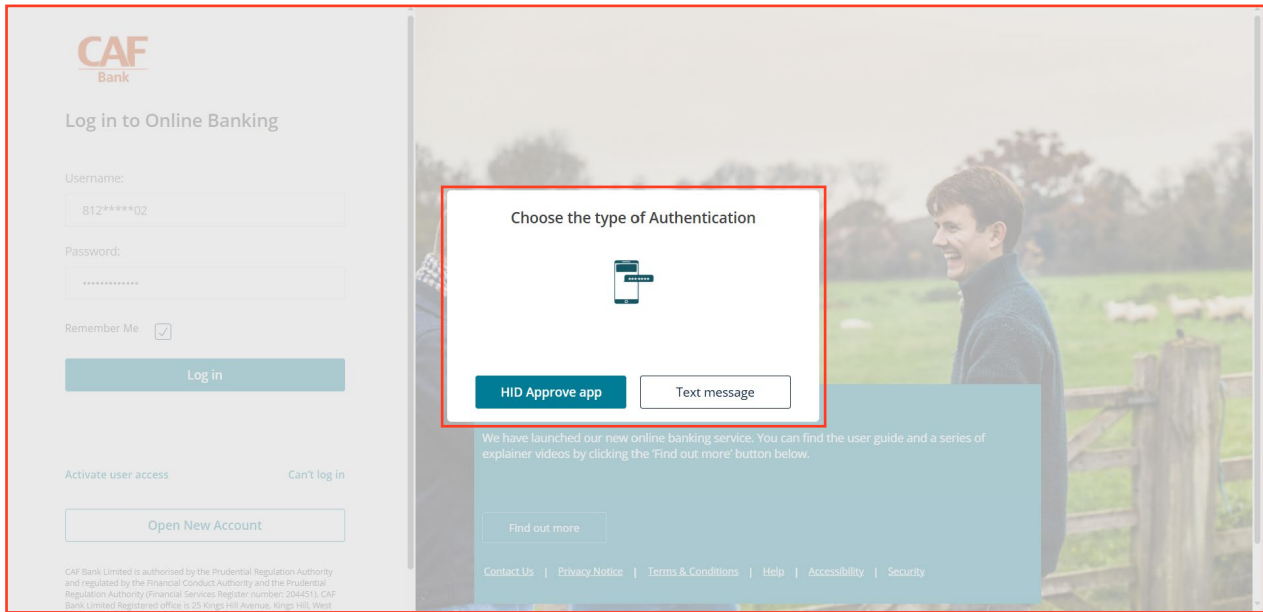 CAF
Bank
Log in to Online Banking
Username:
812*****02
Password:
•••••••••••••
Remember Me
Log in
Activate user access
Can't log in
Open New Account
CAF Bank Limited is authorised by the Prudential Regulation Authority
and regulated by the Financial Conduct Authority and the Prudential
Regulation Authority (Financial Services Register number: 204451). CAF
Bank Limited Registered office is 25 Kings Hill Avenue, Kings Hill, West
Choose the type of Authentication
HID Approve app
Text message
We have launched our new online banking service. You can find the user guide and a series of
explainer videos by clicking the 'Find out more' button below.
Find out more
Contact Us | Privacy Notice | Terms & Conditions | Help | Accessibility | Security